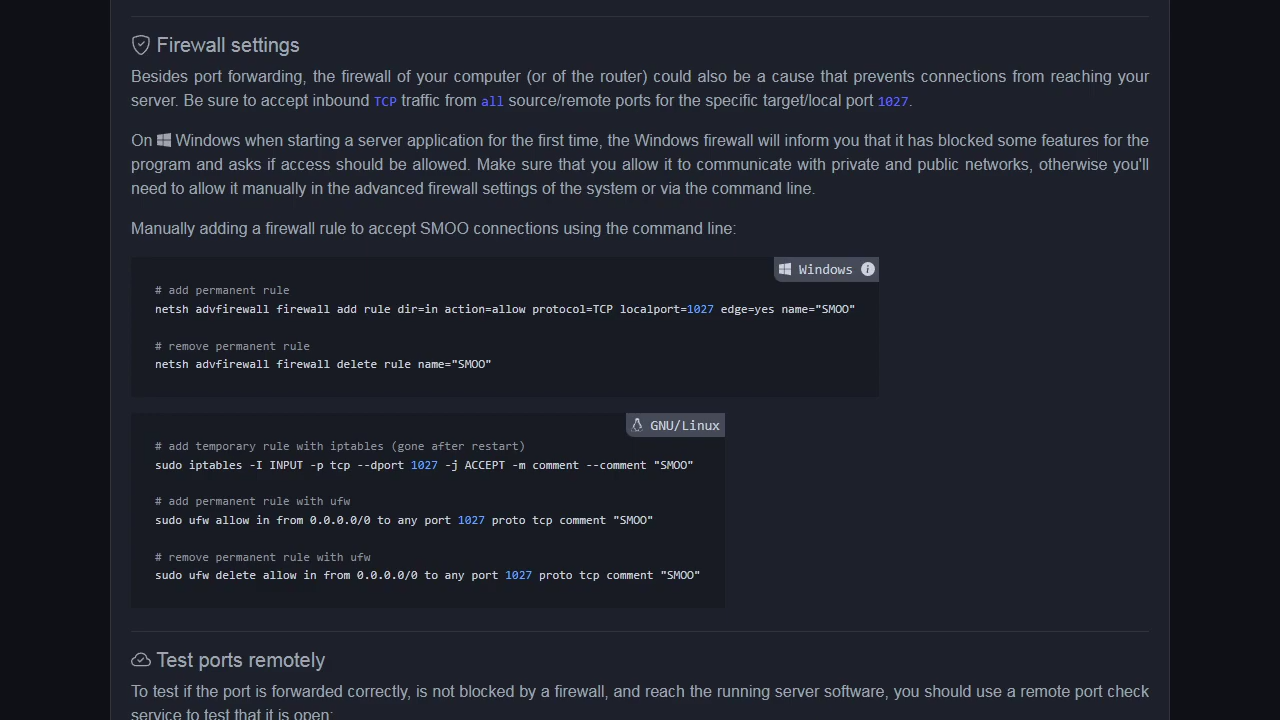 Firewall settings
Besides port forwarding, the firewall of your computer (or of the router) could also be a cause that prevents connections from reaching your
server. Be sure to accept inbound TCP traffic from all source/remote ports for the specific target/local port 1027.
On Windows when starting a server application for the first time, the Windows firewall will inform you that it has blocked some features for the
program and asks if access should be allowed. Make sure that you allow it to communicate with private and public networks, otherwise you'll
need to allow it manually in the advanced firewall settings of the system or via the command line.
Manually adding a firewall rule to accept SMOO connections using the command line:
Windows
# add permanent rule
netsh advfirewall firewall add rule dir=in action=allow protocol=TCP localport=1027 edge=yes name="SMOO"
# remove permanent rule
netsh advfirewall firewall delete rule name="SMOO"
GNU/Linux
# add temporary rule with iptables (gone after restart)
sudo iptables -I INPUT -p tcp --dport 1027 -j ACCEPT -m comment --comment "SMOO"
# add permanent rule with ufw
sudo ufw allow in from 0.0.0.0/0 to any port 1027 proto tcp comment "SMOO"
# remove permanent rule with ufw
sudo ufw delete allow in from 0.0.0.0/0 to any port 1027 proto tcp comment "SMOO"
Test ports remotely
To test if the port is forwarded correctly, is not blocked by a firewall, and reach the running server software, you should use a remote port check
service to test that it is open: